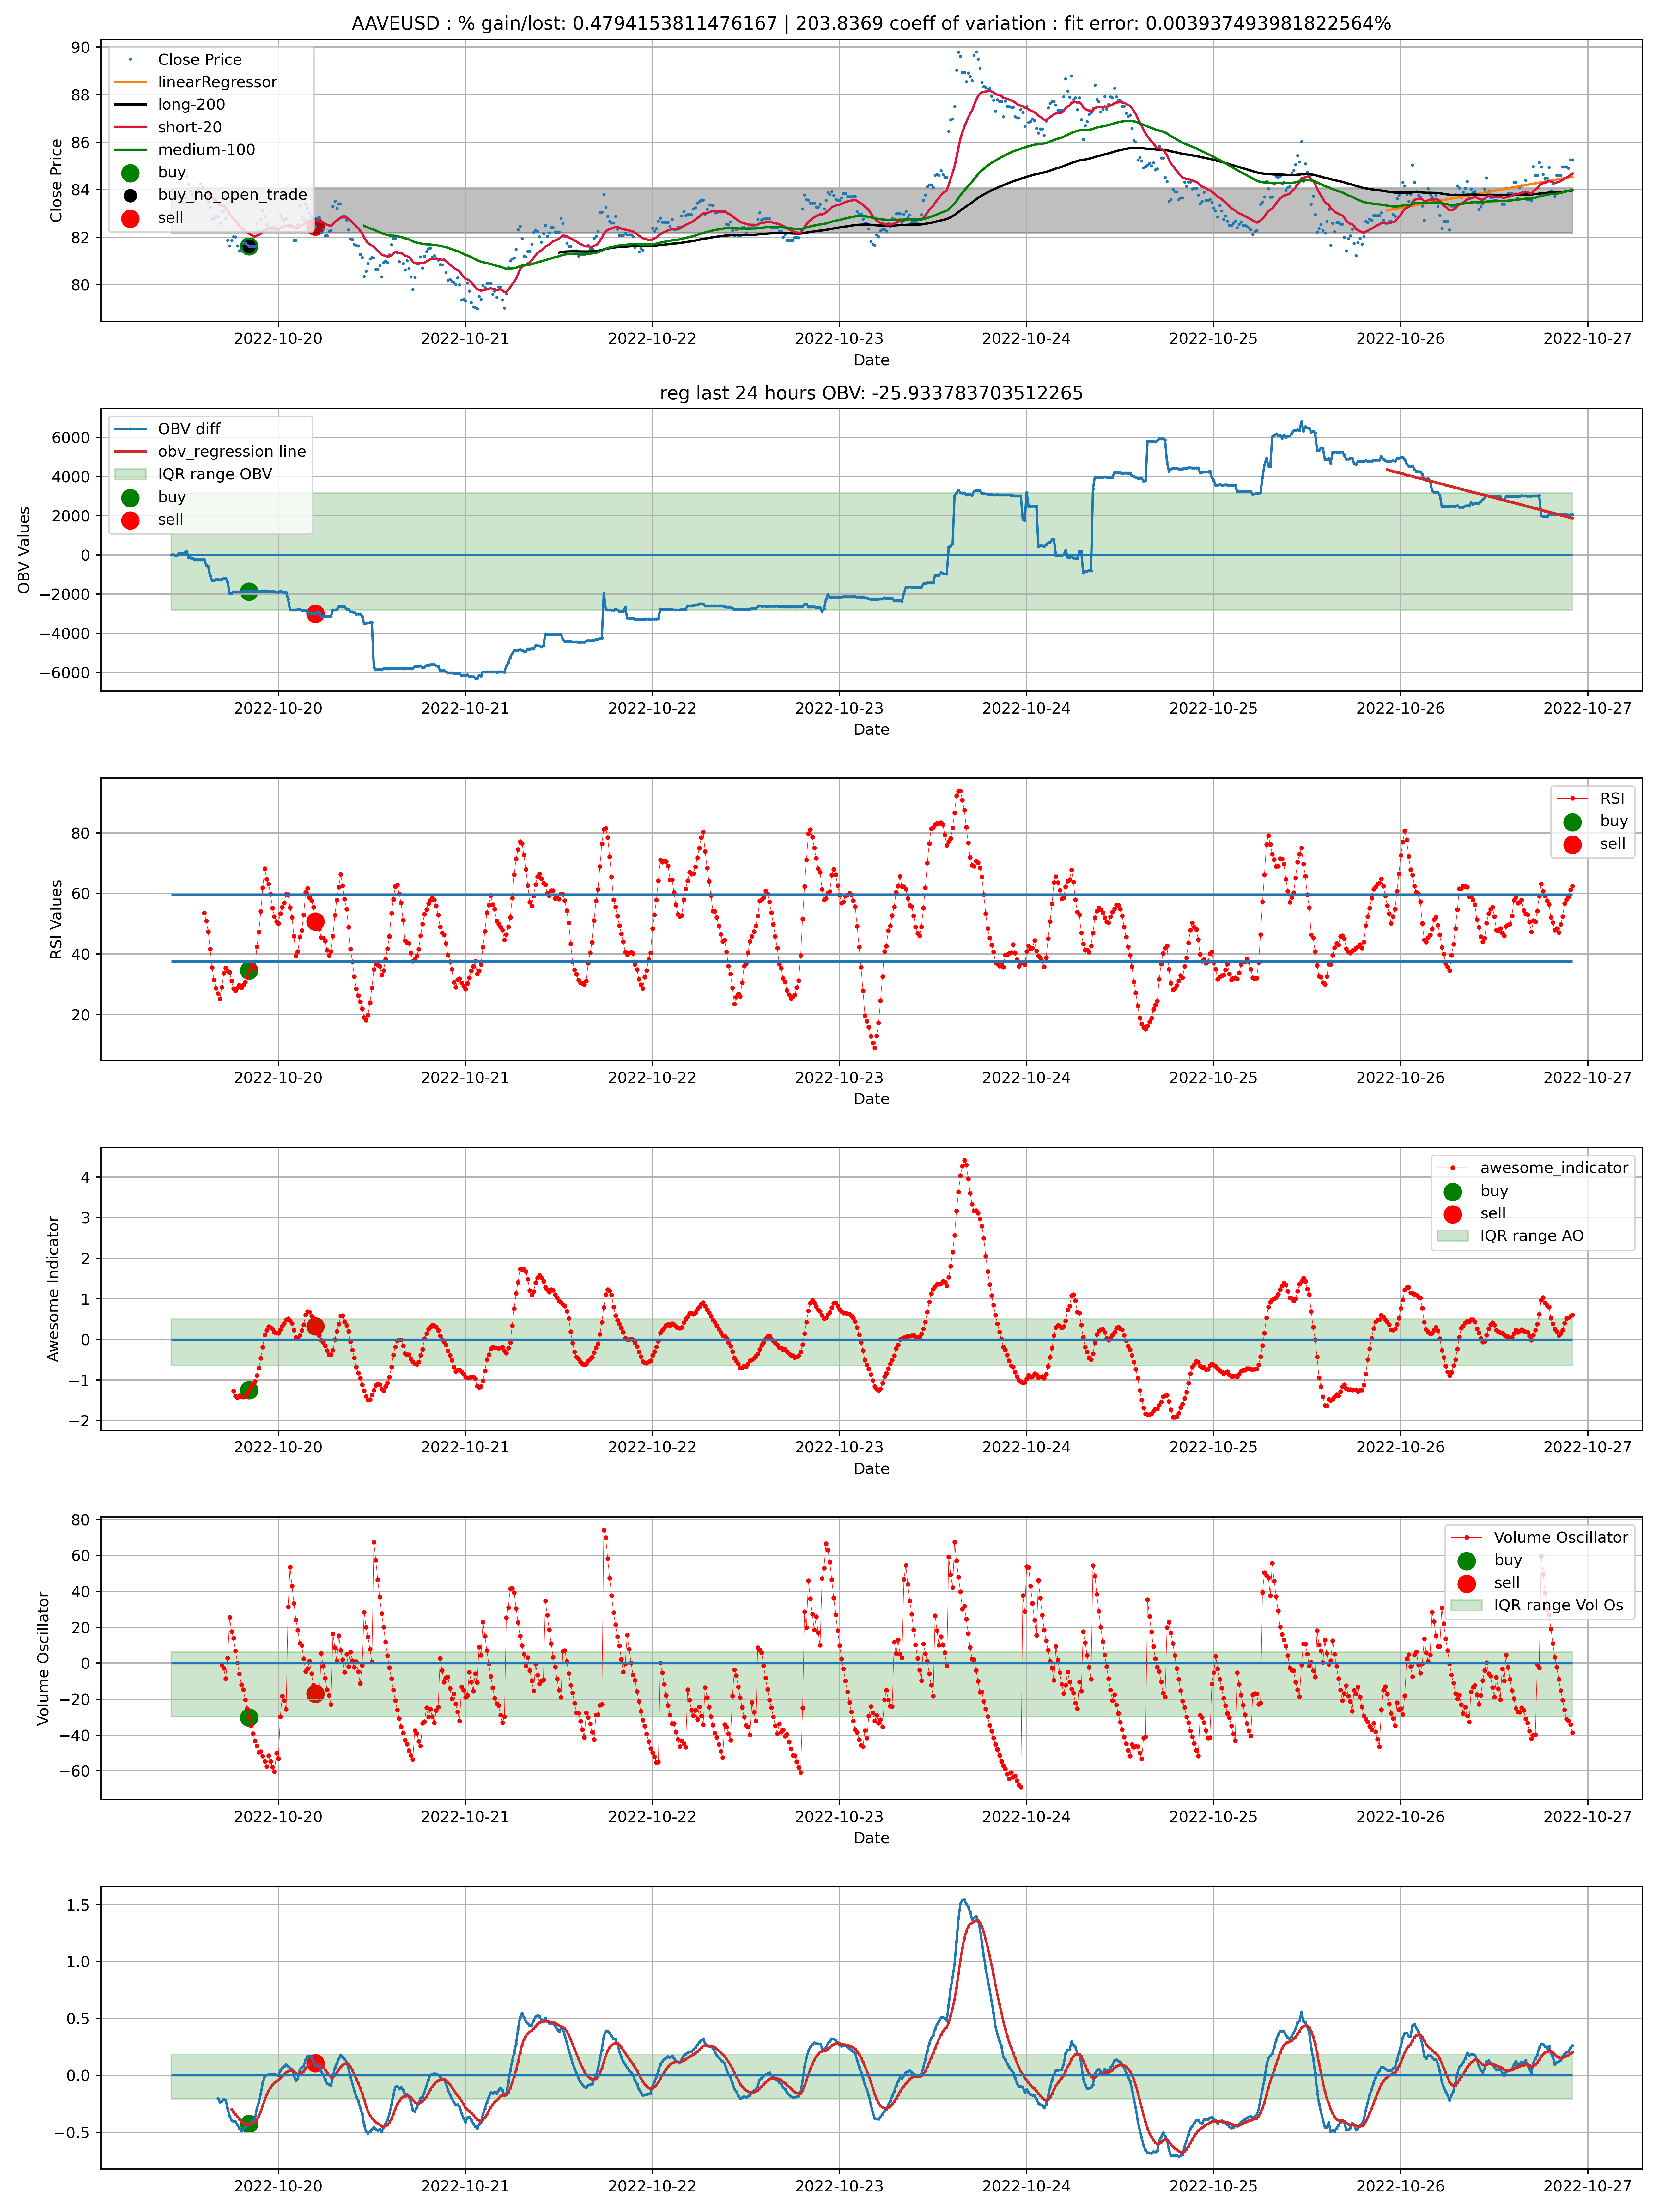 AAVEUSD : % gain/lost: 0.4794153811476167 | 203.8369 coeff of variation : fit error: 0.003937493981822564%
90
88
86
84
82
80
Close Price
Close Price
linearRegressor
long-200
short-20
medium-100
buy
buy_no_open_trade
sell
2022-10-20 2022-10-21 2022-10-22 2022-10-23 2022-10-24 2022-10-25 2022-10-26 2022-10-27
Date
reg last 24 hours OBV: -25.933783703512265
6000
4000
2000
0
−2000
−4000
−6000
OBV Values
OBV diff
obv_regression line
IQR range OBV
buy
sell
2022-10-20 2022-10-21 2022-10-22 2022-10-23 2022-10-24 2022-10-25 2022-10-26 2022-10-27
Date
80
60
40
20
RSI Values
RSI
buy
sell
2022-10-20 2022-10-21 2022-10-22 2022-10-23 2022-10-24 2022-10-25 2022-10-26 2022-10-27
Date
4
3
2
1
0
−1
−2
Awesome Indicator
awesome_indicator
buy
sell
IQR range AO
2022-10-20 2022-10-21 2022-10-22 2022-10-23 2022-10-24 2022-10-25 2022-10-26 2022-10-27
Date
80
60
40
20
0
−20
−40
−60
Volume Oscillator
Volume Oscillator
buy
sell
IQR range Vol Os
2022-10-20 2022-10-21 2022-10-22 2022-10-23 2022-10-24 2022-10-25 2022-10-26 2022-10-27
Date
1.5
1.0
0.5
0.0
−0.5
2022-10-20 2022-10-21 2022-10-22 2022-10-23 2022-10-24 2022-10-25 2022-10-26 2022-10-27